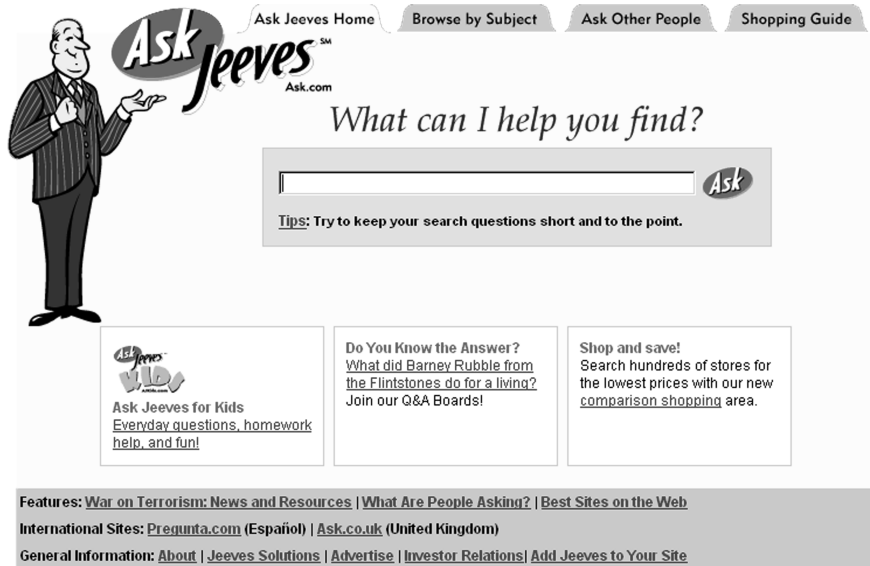 Ask Jeeves Home
Browse by Subject
Ask Other People
Shopping Guide
Ask
Jeeves SM
Ask.com
What can I help you find?
Ask
Tips: Try to keep your search questions short and to the point.
Ask
Jeeves
KIDS
Ask Jeeves for Kids
Everyday questions, homework
help, and fun!
Do You Know the Answer?
What did Barney Rubble from
the Flintstones do for a living?
Join our Q&A Boards!
Shop and save!
Search hundreds of stores for
the lowest prices with our new
comparison shopping area.
Features: War on Terrorism: News and Resources | What Are People Asking? | Best Sites on the Web
International Sites: Pregunta.com (Español) | Ask.co.uk (United Kingdom)
General Information: About | Jeeves Solutions | Advertise | Investor Relations| Add Jeeves to Your Site